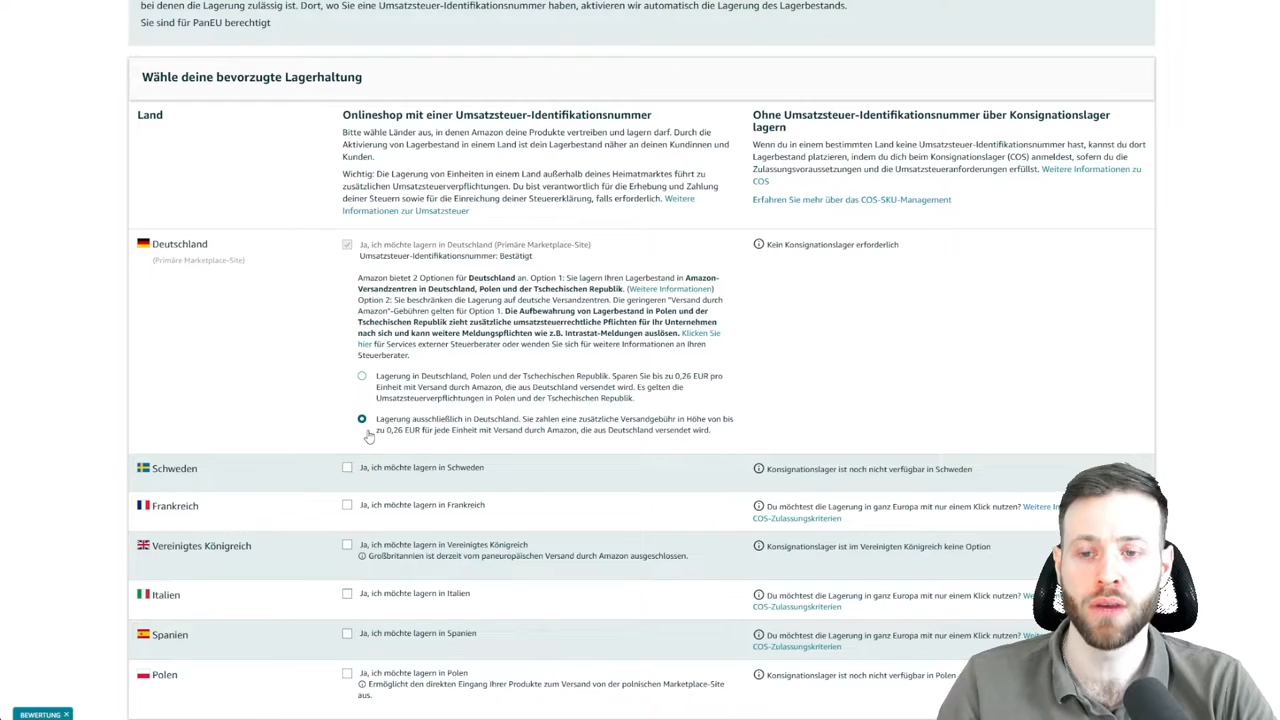 bei denen die Lagerung zulässig ist. Dort, wo Sie eine Umsatzsteuer-Identifikationsnummer haben, aktivieren wir automatisch die Lagerung des Lagerbestands.
Sie sind für PanEU berechtigt
Wähle deine bevorzugte Lagerhaltung
Land
Onlineshop mit einer Umsatzsteuer-Identifikationsnummer
Bitte wähle Länder aus, in denen Amazon deine Produkte vertreiben und lagern darf. Durch die
Aktivierung von Lagerbestand in einem Land ist dein Lagerbestand näher an deinen Kundinnen und
Kunden.
Wichtig: Die Lagerung von Einheiten in einem Land außerhalb deines Heimatmarktes führt zu
zusätzlichen Umsatzsteuerverpflichtungen. Du bist verantwortlich für die Erhebung und Zahlung
deiner Steuern sowie für die Einreichung deiner Steuererklärung, falls erforderlich. Weitere
Informationen zur Umsatzsteuer
Ohne Umsatzsteuer-Identifikationsnummer über Konsignationslager
lagern
Wenn du in einem bestimmten Land keine Umsatzsteuer-Identifikationsnummer hast, kannst du dort
Lagerbestand platzieren, indem du dich beim Konsignationslager (COS) anmeldest, sofern du die
Zulassungsvoraussetzungen und die Umsatzsteueranforderungen erfüllst. Weitere Informationen zu
COS
Erfahren Sie mehr über das COS-SKU-Management
Deutschland
(Primäre Marketplace-Site)
Ja, ich möchte lagern in Deutschland (Primäre Marketplace-Site)
Umsatzsteuer-Identifikationsnummer: Bestätigt
Amazon bietet 2 Optionen für Deutschland an. Option 1: Sie lagern Ihren Lagerbestand in Amazon-
Versandzentren in Deutschland, Polen und der Tschechischen Republik. (Weitere Informationen)
Option 2: Sie beschränken die Lagerung auf deutsche Versandzentren. Die geringeren "Versand durch
Amazon"-Gebühren gelten für Option 1. Die Aufbewahrung von Lagerbestand in Polen und der
Tschechischen Republik zieht zusätzliche umsatzsteuerrechtliche Pflichten für Ihr Unternehmen
nach sich und kann weitere Meldungspflichten wie z.B. Intrastat-Meldungen auslösen. Klicken Sie
hier für Services externer Steuerberater oder wenden Sie sich für weitere Informationen an Ihren
Steuerberater.
Lagerung in Deutschland, Polen und der Tschechischen Republik. Sparen Sie bis zu 0,26 EUR pro
Einheit mit Versand durch Amazon, die aus Deutschland versendet wird. Es gelten die
Umsatzsteuerverpflichtungen in Polen und der Tschechischen Republik.
Lagerung ausschließlich in Deutschland. Sie zahlen eine zusätzliche Versandgebühr in Höhe von bis
zu 0,26 EUR für jede Einheit mit Versand durch Amazon, die aus Deutschland versendet wird.
Kein Konsignationslager erforderlich
Schweden
Ja, ich möchte lagern in Schweden
Konsignationslager ist noch nicht verfügbar in Schweden
Frankreich
Ja, ich möchte lagern in Frankreich
Du möchtest die Lagerung in ganz Europa mit nur einem Klick nutzen? Weitere
COS-Zulassungskriterien
Vereinigtes Königreich
Ja, ich möchte lagern in Vereinigtes Königreich
Großbritannien ist derzeit vom paneuropäischen Versand durch Amazon ausgeschlossen.
Konsignationslager ist im Vereinigten Königreich keine Option
Italien
Ja, ich möchte lagern in Italien
Du möchtest die Lagerung in ganz Europa mit nur einem Klick nutzen?
COS-Zulassungskriterien
Spanien
Ja, ich möchte lagern in Spanien
Du möchtest die Lagerung in ganz Europa mit nur einem Klick nutzen?
COS-Zulassungskriterien
Polen
Ja, ich möchte lagern in Polen
Ermöglicht den direkten Eingang Ihrer Produkte zum Versand von der polnischen Marketplace-Site
aus.
Konsignationslager ist noch nicht verfügbar in Polen
BEWERTUNG ×